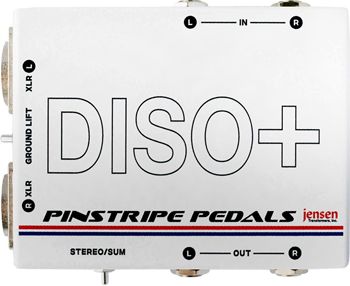 L IN R
XLR L
GROUND LIFT
R XLR
DISO+
PINSTRIPE PEDALS
jensen
Transformers, Inc.
STEREO/SUM
L OUT R